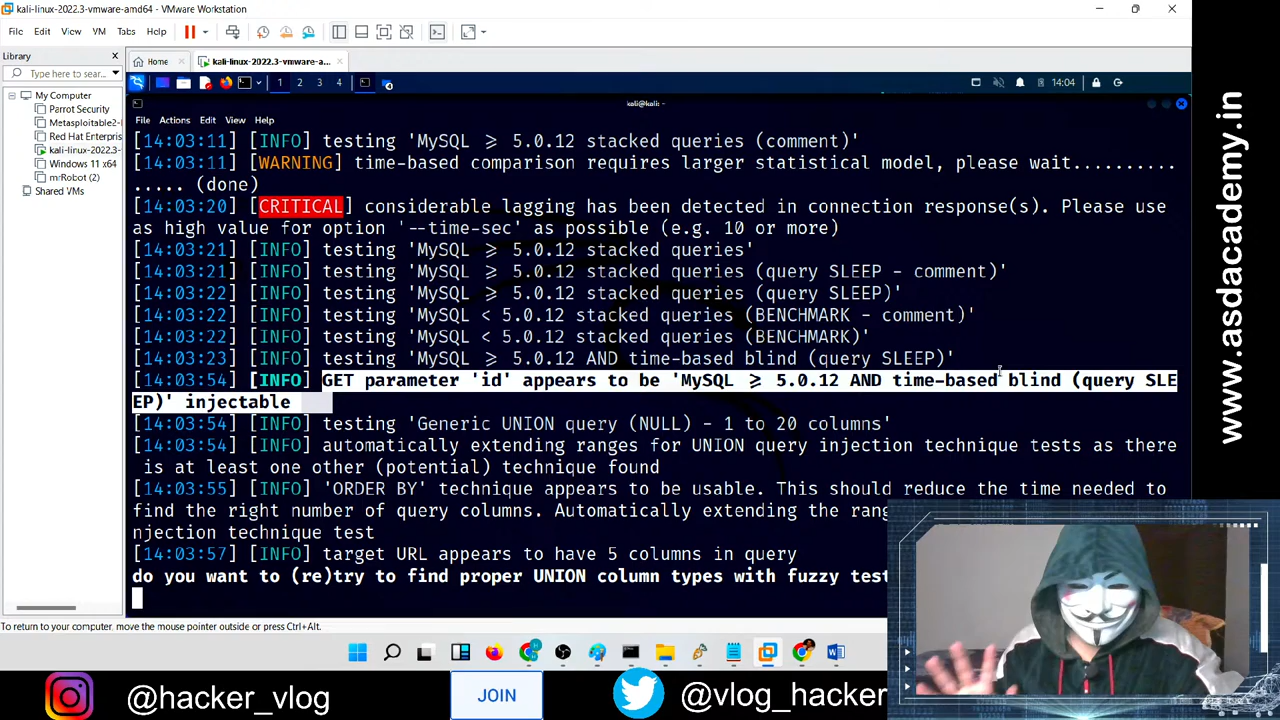 kali-linux-2022.3-vmware-amd64 - VMware Workstation
File Edit View VM Tabs Help
Library
Type here to sear...
My Computer
Parrot Security
Metasploitable2-
Red Hat Enterpris
kali-linux-2022.3-
Windows 11 x64
mrRobot (2)
Shared VMs
Home
kali-linux-2022.3-vmware-a...
1 2 3 4
14:04
kali@kali: ~
File Actions Edit View Help
[14:03:11] [INFO] testing 'MySQL ≥ 5.0.12 stacked queries (comment)'
[14:03:11] [WARNING] time-based comparison requires larger statistical model, please wait..........
..... (done)
[14:03:20] [CRITICAL] considerable lagging has been detected in connection response(s). Please use
as high value for option '--time-sec' as possible (e.g. 10 or more)
[14:03:21] [INFO] testing 'MySQL ≥ 5.0.12 stacked queries'
[14:03:21] [INFO] testing 'MySQL ≥ 5.0.12 stacked queries (query SLEEP - comment)'
[14:03:22] [INFO] testing 'MySQL ≥ 5.0.12 stacked queries (query SLEEP)'
[14:03:22] [INFO] testing 'MySQL < 5.0.12 stacked queries (BENCHMARK - comment)'
[14:03:22] [INFO] testing 'MySQL < 5.0.12 stacked queries (BENCHMARK)'
[14:03:23] [INFO] testing 'MySQL ≥ 5.0.12 AND time-based blind (query SLEEP)'
[14:03:54] [INFO] GET parameter 'id' appears to be 'MySQL ≥ 5.0.12 AND time-based blind (query SLE
EP)' injectable
[14:03:54] [INFO] testing 'Generic UNION query (NULL) - 1 to 20 columns'
[14:03:54] [INFO] automatically extending ranges for UNION query injection technique tests as there
is at least one other (potential) technique found
[14:03:55] [INFO] 'ORDER BY' technique appears to be usable. This should reduce the time needed to
find the right number of query columns. Automatically extending the rang
njection technique test
[14:03:57] [INFO] target URL appears to have 5 columns in query
do you want to (re)try to find proper UNION column types with fuzzy test
To return to your computer, move the mouse pointer outside or press Ctrl+Alt.
@hacker_vlog
JOIN
@vlog_hacker
www.asdacademy.in